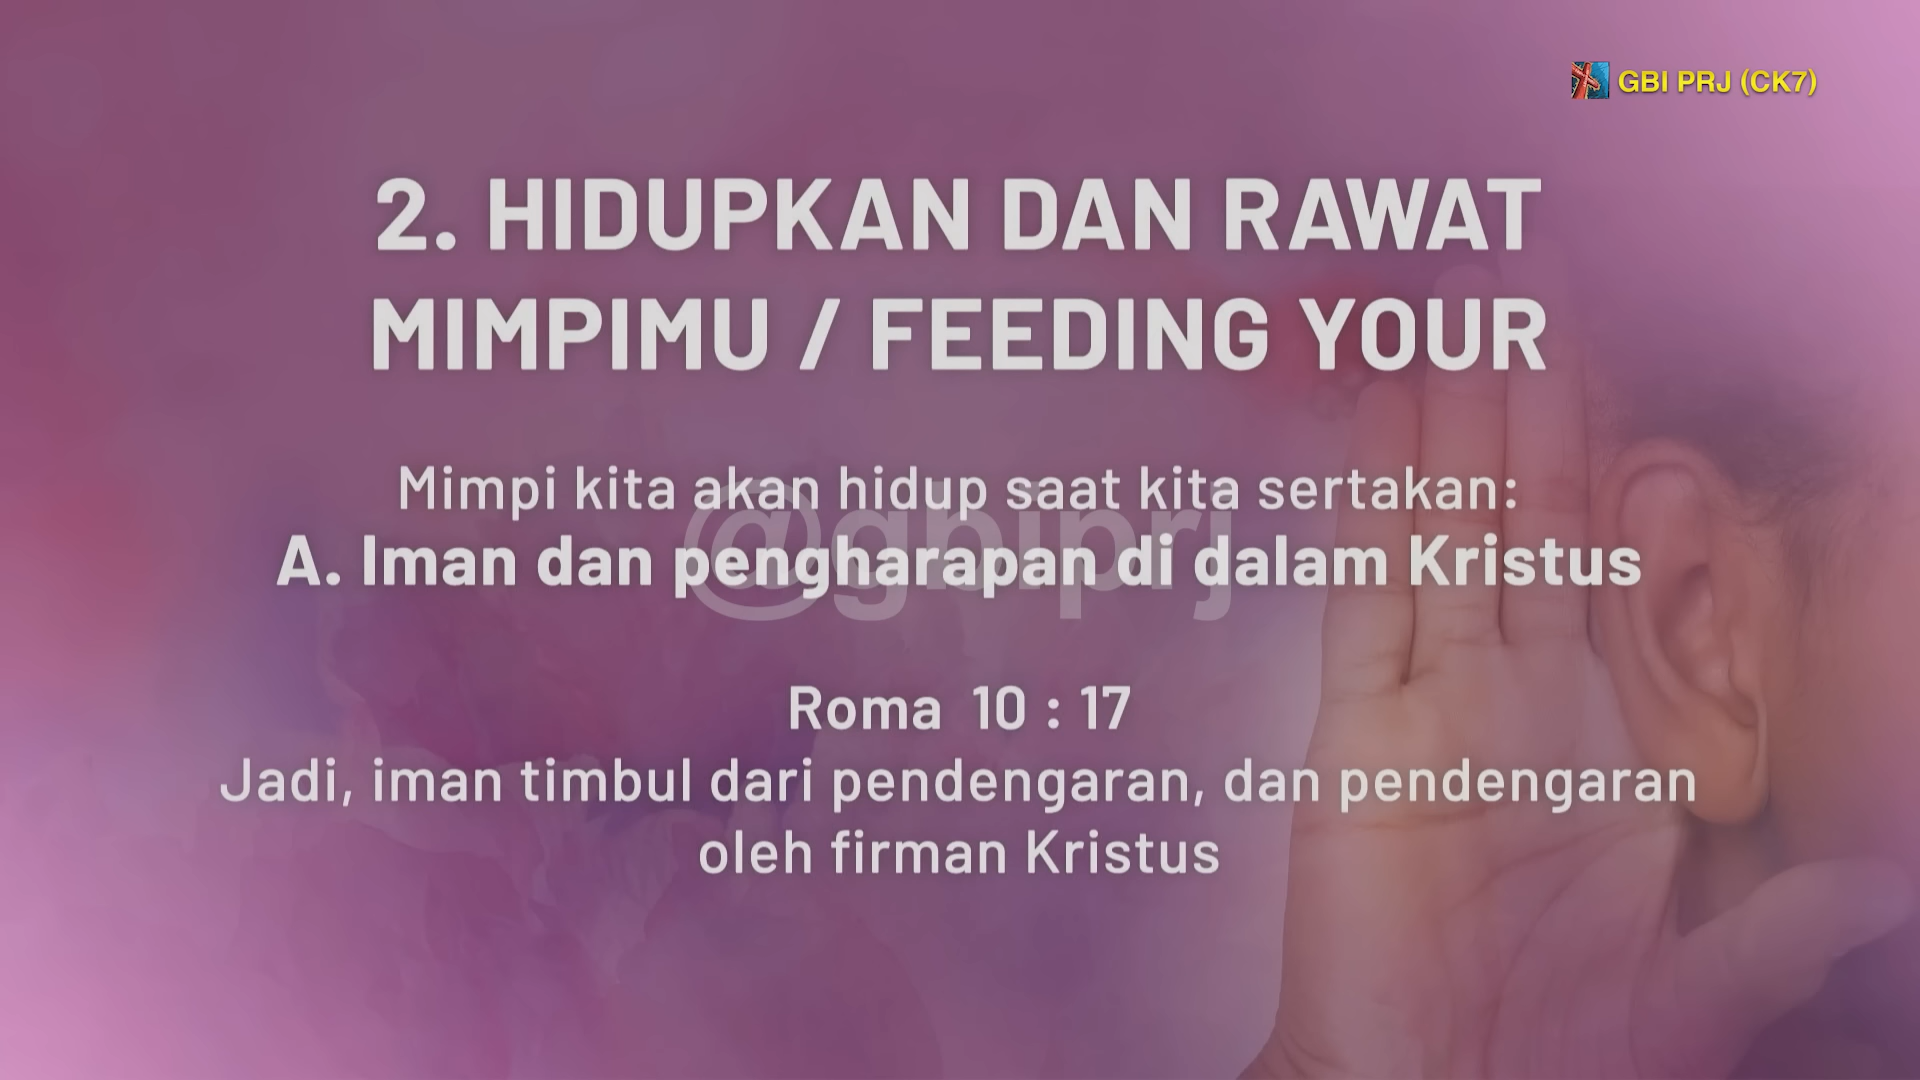 GBI PRJ (CK7)
2. HIDUPKAN DAN RAWAT
MIMPIMU / FEEDING YOUR
Mimpi kita akan hidup saat kita sertakan:
A. Iman dan pengharapan di dalam Kristus
@gbiprj
Roma 10 : 17
Jadi, iman timbul dari pendengaran, dan pendengaran
oleh firman Kristus